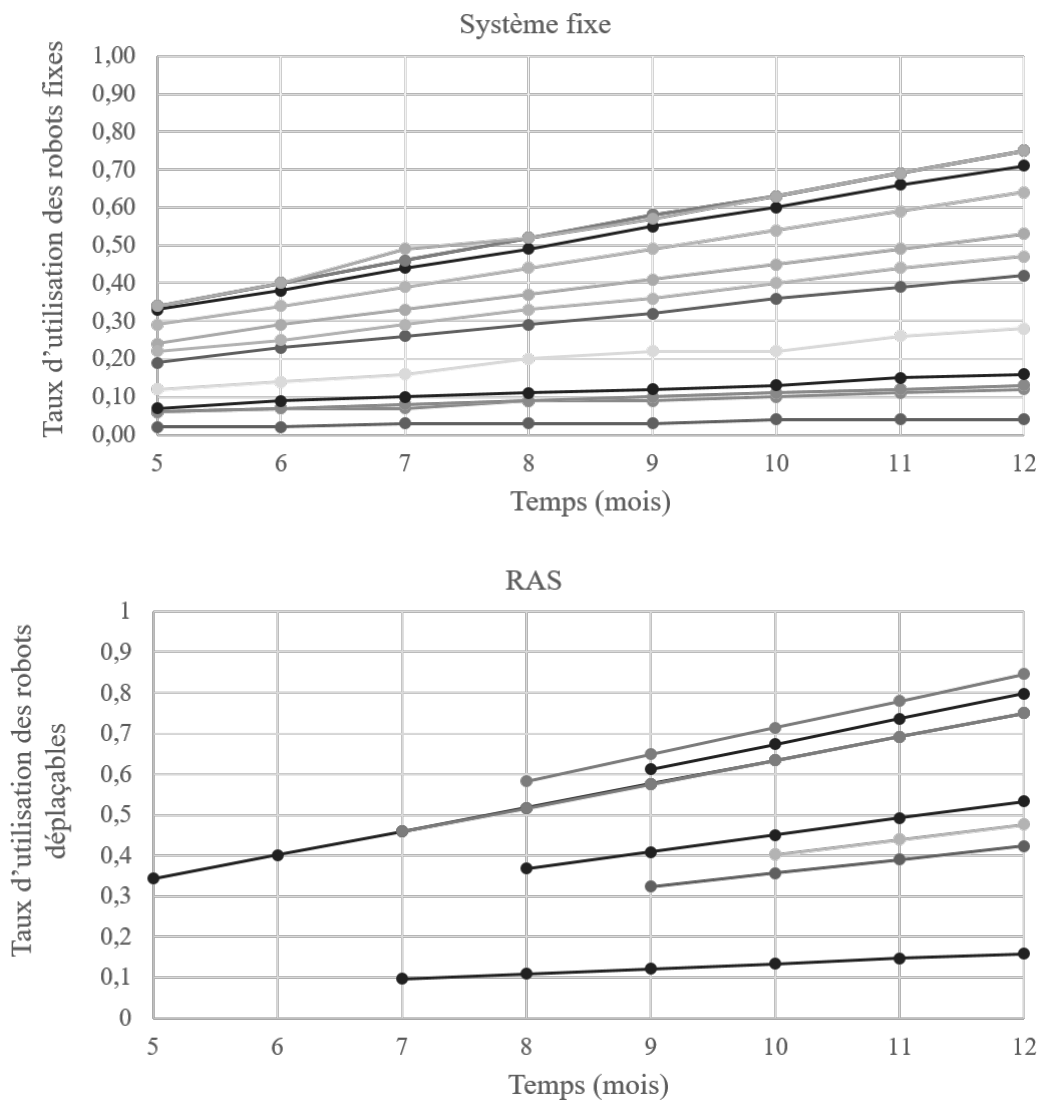 Système fixe
Taux d’utilisation des robots fixes
1,00
0,90
0,80
0,70
0,60
0,50
0,40
0,30
0,20
0,10
0,00
5 6 7 8 9 10 11 12
Temps (mois)
RAS
Taux d’utilisation des robots
déplaçables
1
0,9
0,8
0,7
0,6
0,5
0,4
0,3
0,2
0,1
0
5 6 7 8 9 10 11 12
Temps (mois)